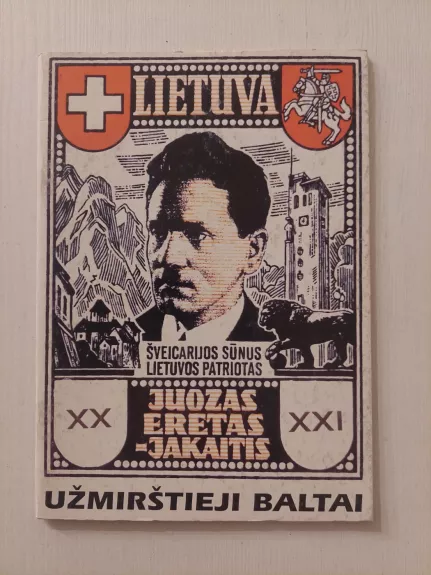 LIETUVA
ŠVEICARIJOS SŪNUS
LIETUVOS PATRIOTAS
XX
JUOZAS
ERETAS
-JAKAITIS
XXI
UŽMIRŠTIEJI BALTAI